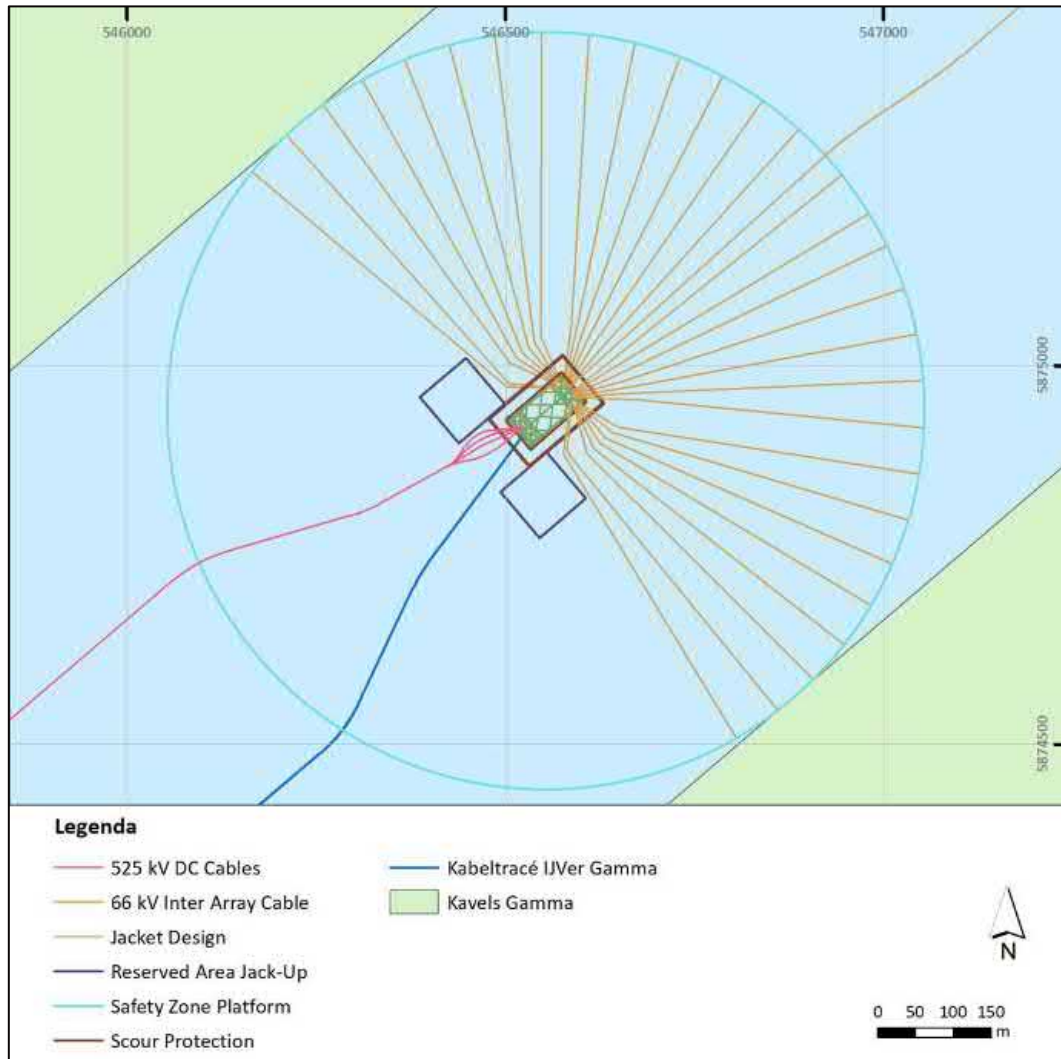 546000
546500
547000
5875000
5874500
Legenda
525 kV DC Cables
66 kV Inter Array Cable
Jacket Design
Reserved Area Jack-Up
Safety Zone Platform
Scour Protection
Kabeltracé IJVer Gamma
Kavels Gamma
N
0 50 100 150
m